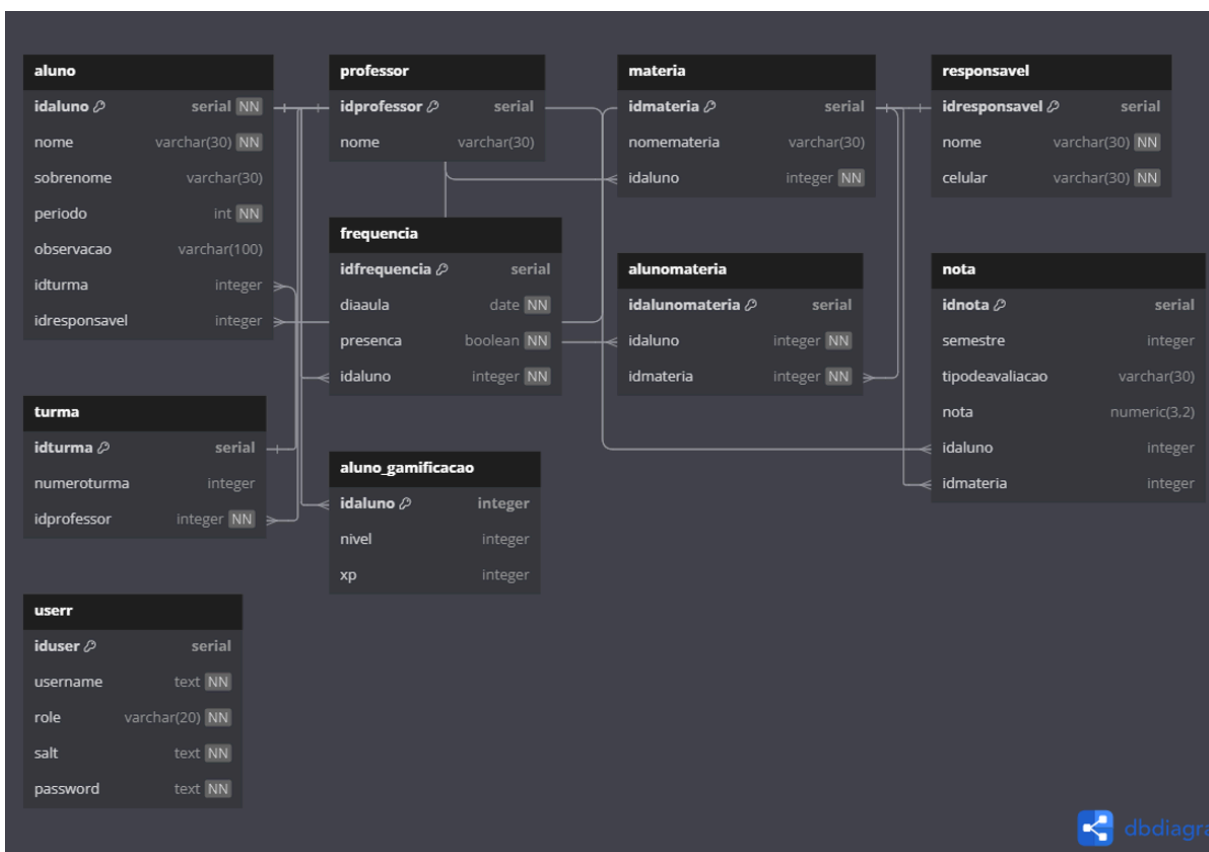 aluno
idaluno serial NN
nome varchar(30) NN
sobrenome varchar(30)
periodo int NN
observacao varchar(100)
idturma integer
idresponsavel integer
professor
idprofessor serial
nome varchar(30)
materia
idmateria serial
nomemateria varchar(30)
idaluno integer NN
responsavel
idresponsavel serial
nome varchar(30) NN
celular varchar(30) NN
frequencia
idfrequencia serial
diaaula date NN
presenca boolean NN
idaluno integer NN
alunomateria
idalunomateria serial
idaluno integer NN
idmateria integer NN
nota
idnota serial
semestre integer
tipodeavaliacao varchar(30)
nota numeric(3,2)
idaluno integer
idmateria integer
turma
idturma serial
numeroturma integer
idprofessor integer NN
aluno_gamificacao
idaluno integer
nivel integer
xp integer
userr
iduser serial
username text NN
role varchar(20) NN
salt text NN
password text NN
dbdiagra